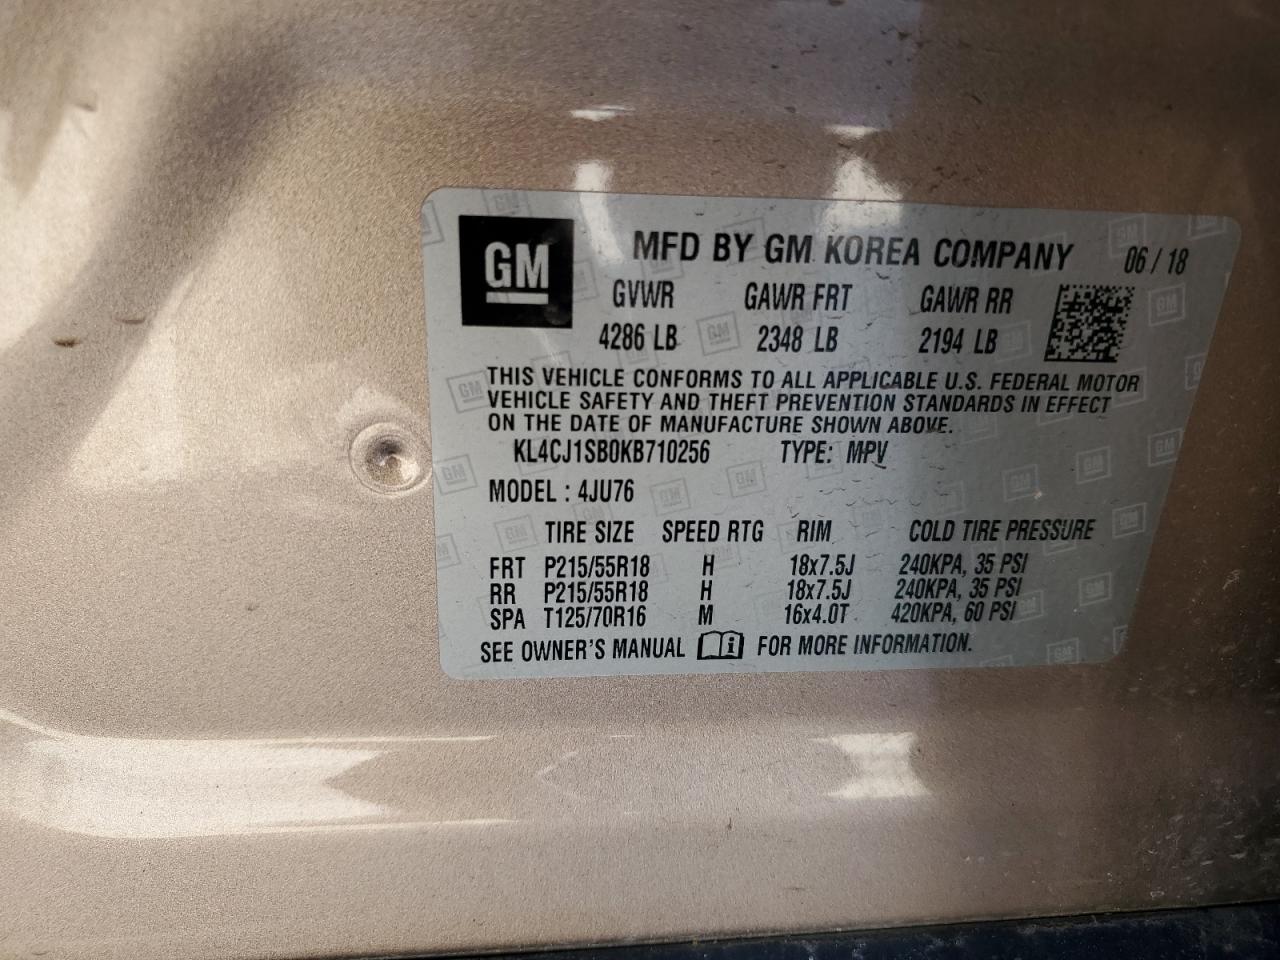 GM MFD BY GM KOREA COMPANY 06/18
GVWR GAWR FRT GAWR RR
4286 LB 2348 LB 2194 LB
THIS VEHICLE CONFORMS TO ALL APPLICABLE U.S. FEDERAL MOTOR
VEHICLE SAFETY AND THEFT PREVENTION STANDARDS IN EFFECT
ON THE DATE OF MANUFACTURE SHOWN ABOVE.
KL4CJ1SB0KB710256 TYPE: MPV
MODEL : 4JU76
TIRE SIZE SPEED RTG RIM COLD TIRE PRESSURE
FRT P215/55R18 H 18x7.5J 240KPA, 35 PSI
RR P215/55R18 H 18x7.5J 240KPA, 35 PSI
SPA T125/70R16 M 16x4.0T 420KPA, 60 PSI
SEE OWNER'S MANUAL FOR MORE INFORMATION.